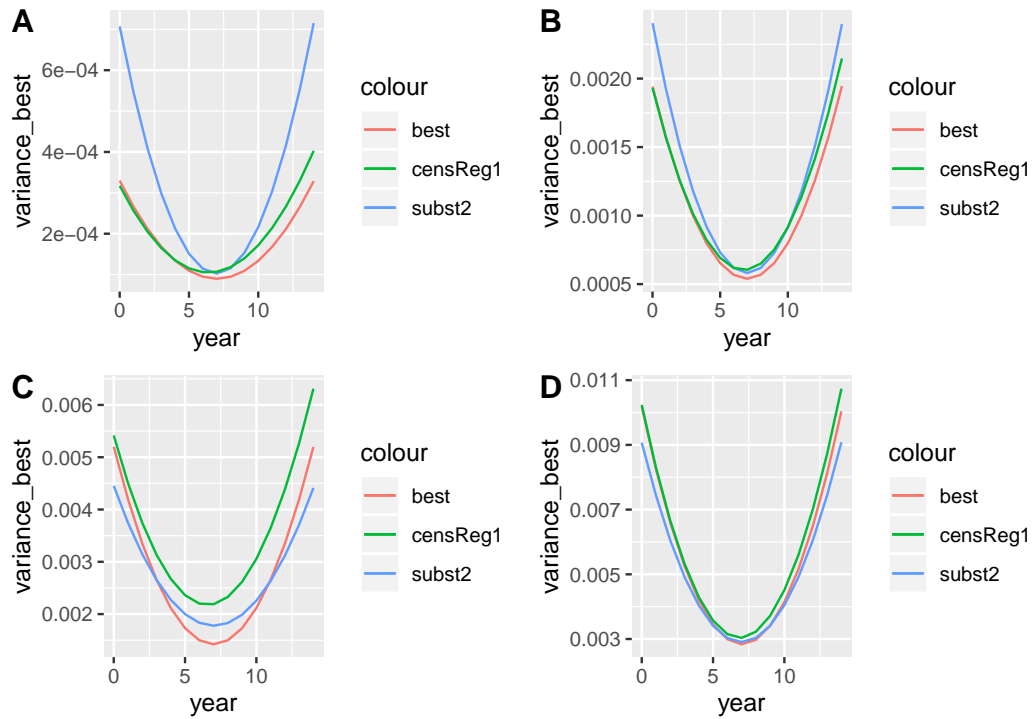 A
variance_best
6e−04
4e−04
2e−04
0
5
10
year
colour
best
censReg1
subst2
B
variance_best
0.0020
0.0015
0.0010
0.0005
0
5
10
year
colour
best
censReg1
subst2
C
variance_best
0.006
0.005
0.004
0.003
0.002
0
5
10
year
colour
best
censReg1
subst2
D
variance_best
0.011
0.009
0.007
0.005
0.003
0
5
10
year
colour
best
censReg1
subst2